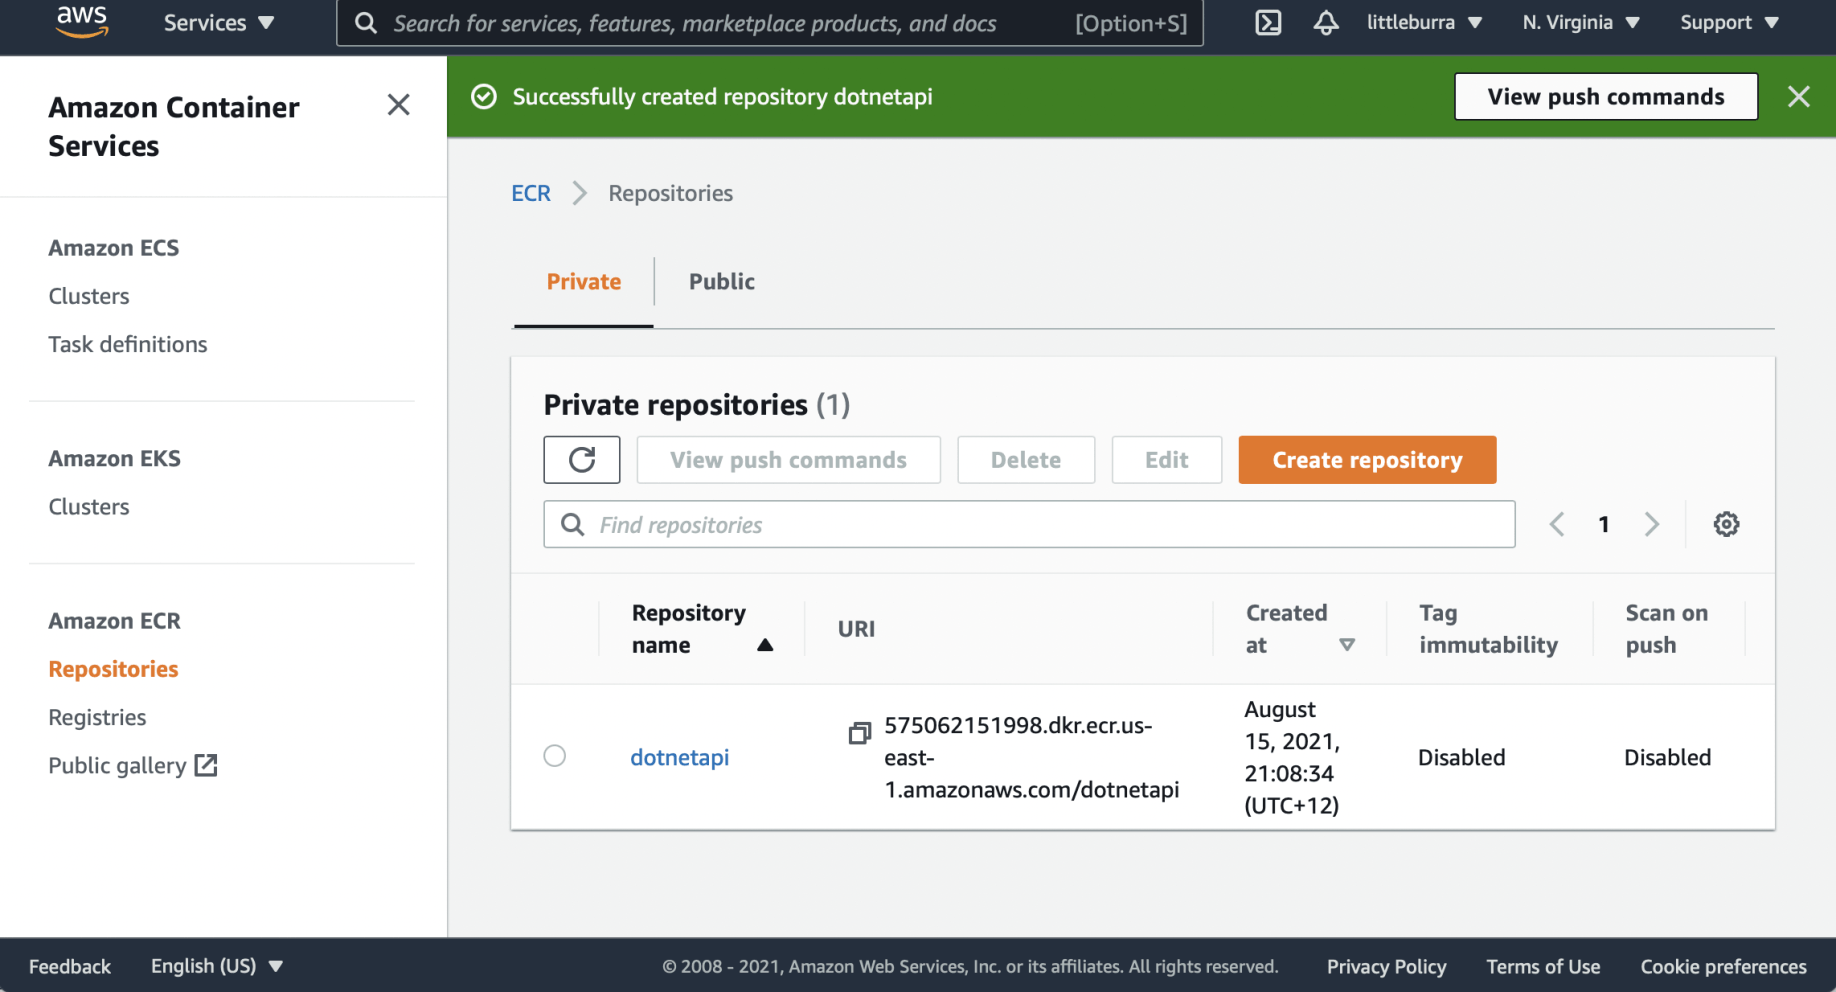 aws
Services
Search for services, features, marketplace products, and docs [Option+S]
littleburra
N. Virginia
Support
Amazon Container
Services
Successfully created repository dotnetapi
View push commands
ECR
Repositories
Amazon ECS
Clusters
Task definitions
Amazon EKS
Clusters
Amazon ECR
Repositories
Registries
Public gallery
Private
Public
Private repositories (1)
View push commands
Delete
Edit
Create repository
Find repositories
1
Repository
name
URI
Created
at
Tag
immutability
Scan on
push
dotnetapi
575062151998.dkr.ecr.us-
east-
1.amazonaws.com/dotnetapi
August
15, 2021,
21:08:34
(UTC+12)
Disabled
Disabled
Feedback
English (US)
© 2008 - 2021, Amazon Web Services, Inc. or its affiliates. All rights reserved.
Privacy Policy
Terms of Use
Cookie preferences